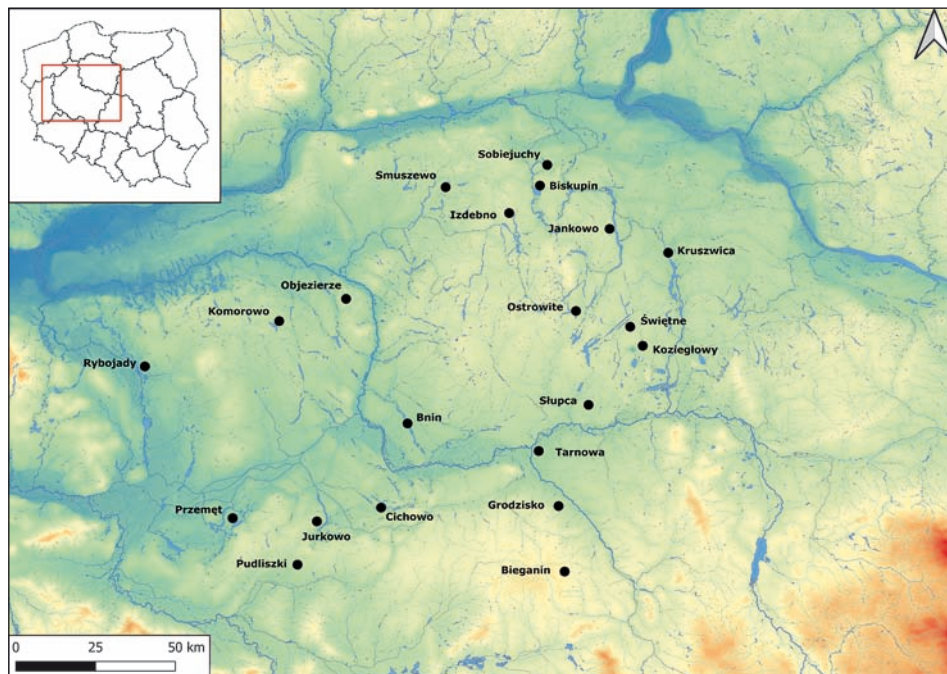 Sobiejuchy
Smuszewo
Biskupin
Izdebno
Jankowo
Kruszwica
Objezierze
Komorowo
Ostrowite
Świętne
Koziegłowy
Rybojady
Słupca
Bnin
Tarnowa
Przemęt
Cichowo
Grodzisko
Jurkowo
Pudliszki
Bieganin
0 25 50 km